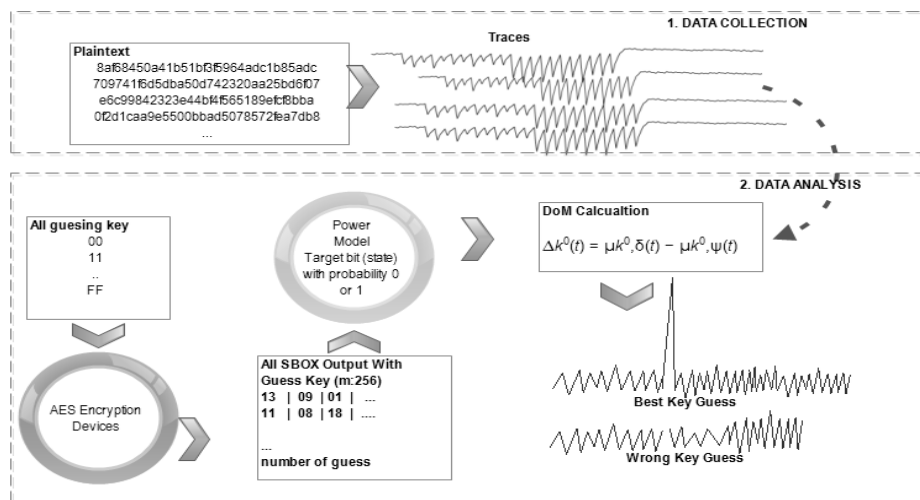 1. DATA COLLECTION
Plaintext
8af68450a41b51bf3f5964adc1b85adc
709741f6d5dba50d742320aa25bd6f07
e6c99842323e44bf4f565189efcf8bba
0f2d1caa9e5500bbad5078572fea7db8
...
Traces
2. DATA ANALYSIS
All guesing key
00
11
..
FF
AES Encryption
Devices
All SBOX Output With
Guess Key (m:256)
13 | 09 | 01 | ...
11 | 08 | 18 | ....
...
number of guess
Power
Model
Target bit (state)
with probability 0
or 1
DoM Calcualtion
Δk⁰(t) = μk⁰,δ(t) − μk⁰,ψ(t)
Best Key Guess
Wrong Key Guess